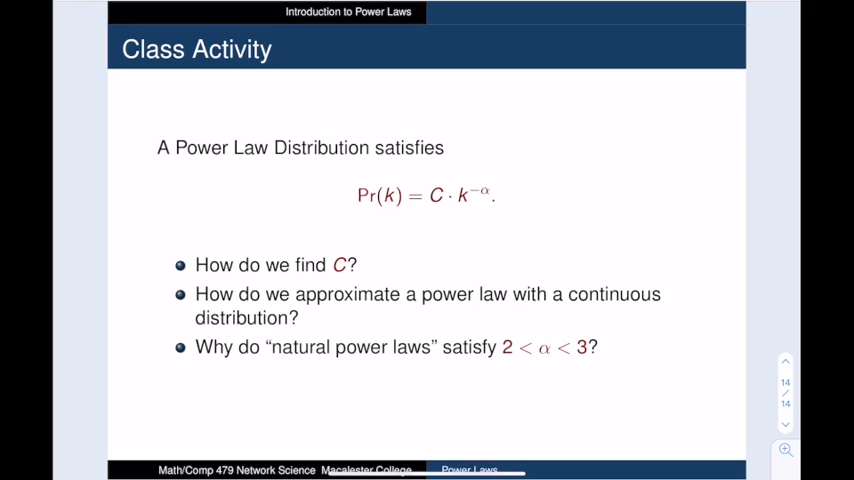 Introduction to Power Laws
Class Activity
A Power Law Distribution satisfies
Pr(k) = C · k^{−α}.
How do we find C?
How do we approximate a power law with a continuous
distribution?
Why do “natural power laws” satisfy 2 < α < 3?
14
/
14
Math/Comp 479 Network Science Macalester College Power Laws